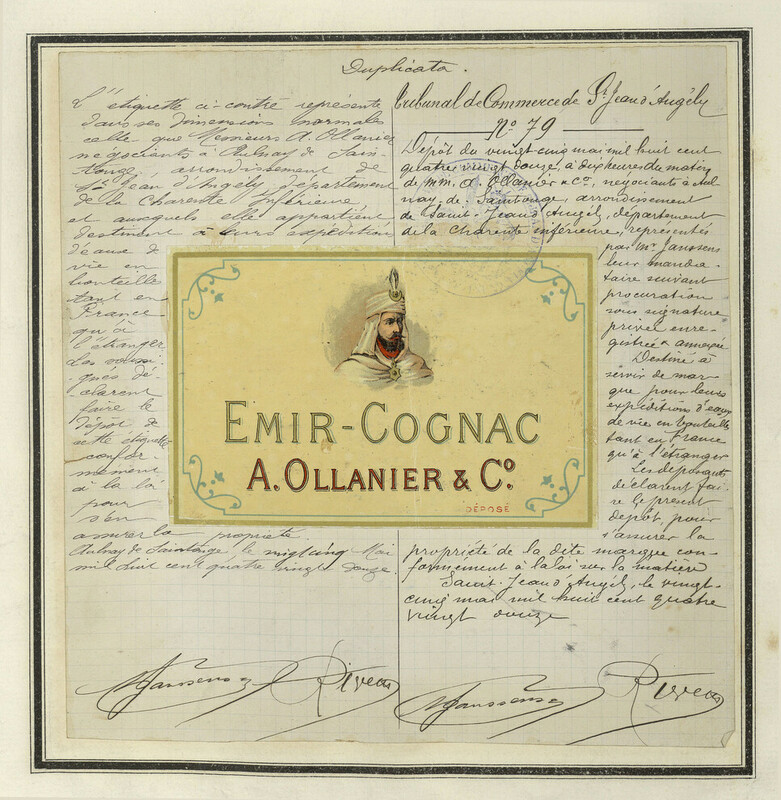 Duplicata.
L'étiquette ci-contre représente
dans ses dimensions normales
celle que Messieurs A. Ollanier
négociants à Aulnay de Sain-
tonge, arrondissement de
St Jean d'Angély département
de la Charente Inférieure
et auxquels elle appartient
destinent à leurs expéditions
d'eaux de
vie en
bouteilles
tant en
France
qu'à
l'étranger
Les sous-
-gnés dé-
clarent
faire le
dépôt de
cette étiquette
confor-
mément
à la loi
pour
s'en
assurer la propriété.
Aulnay de Saintonge, le vingt cinq Mai
mil huit cent quatre vingt douze.
Tribunal de Commerce de St Jean d'Angély
No 79
Dépôt du vingt cinq mai mil huit cent
quatre vingt douze, à dix heures du matin
de mm. A. Ollanier & Co, négociants à Aul-
nay de Saintonge arrondissement
de Saint-Jean d'Angély, département
de la Charente inférieure, représentés
par Mr Janssens
leur manda-
taire suivant
procuration
sous signature
privée enre-
gistrée & annexée
Destiné à
servir de mar-
que pour leurs
expéditions d'eaux
de vie en bouteilles
tant en France
qu'à l'étranger
Les déposants
déclarent fai-
re le présent
dépôt, pour
s'assurer la
propriété de la dite marque con-
formément à la loi sur la matière
Saint-Jean d'Angély, le vingt-
cinq mai mil huit cent quatre
vingt douze
EMIR-COGNAC
A. OLLANIER & Co.
DÉPOSÉ
Janssens
Janssens